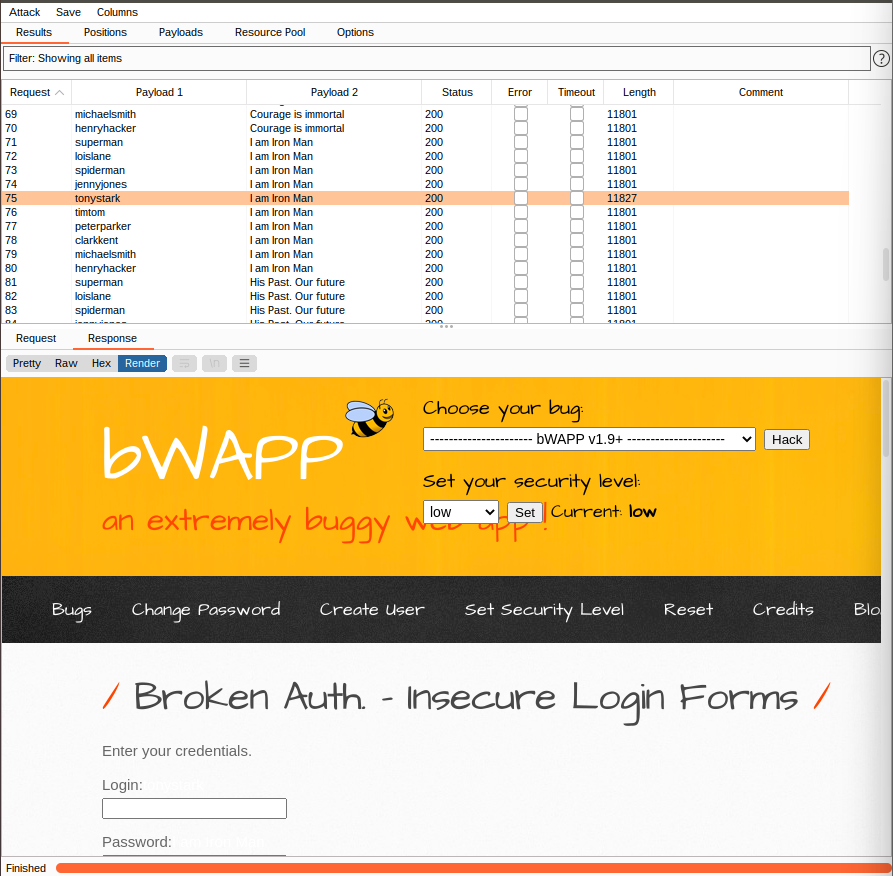 Attack Save Columns
Results Positions Payloads Resource Pool Options
Filter: Showing all items ?
Request Payload 1 Payload 2 Status Error Timeout Length Comment
69 michaelsmith Courage is immortal 200 11801
70 henryhacker Courage is immortal 200 11801
71 superman I am Iron Man 200 11801
72 loislane I am Iron Man 200 11801
73 spiderman I am Iron Man 200 11801
74 jennyjones I am Iron Man 200 11801
75 tonystark I am Iron Man 200 11827
76 timtom I am Iron Man 200 11801
77 peterparker I am Iron Man 200 11801
78 clarkkent I am Iron Man 200 11801
79 michaelsmith I am Iron Man 200 11801
80 henryhacker I am Iron Man 200 11801
81 superman His Past. Our future 200 11801
82 loislane His Past. Our future 200 11801
83 spiderman His Past. Our future 200 11801
84 jennyjones His Past. Our future 200 11801
Request Response
Pretty Raw Hex Render \n
bWAPP
an extremely buggy web app !
Choose your bug:
---------------------- bWAPP v1.9+ ---------------------- Hack
Set your security level:
low Set Current: low
Bugs Change Password Create User Set Security Level Reset Credits Blo
/ Broken Auth. - Insecure Login Forms /
Enter your credentials.
Login:
Password:
Finished